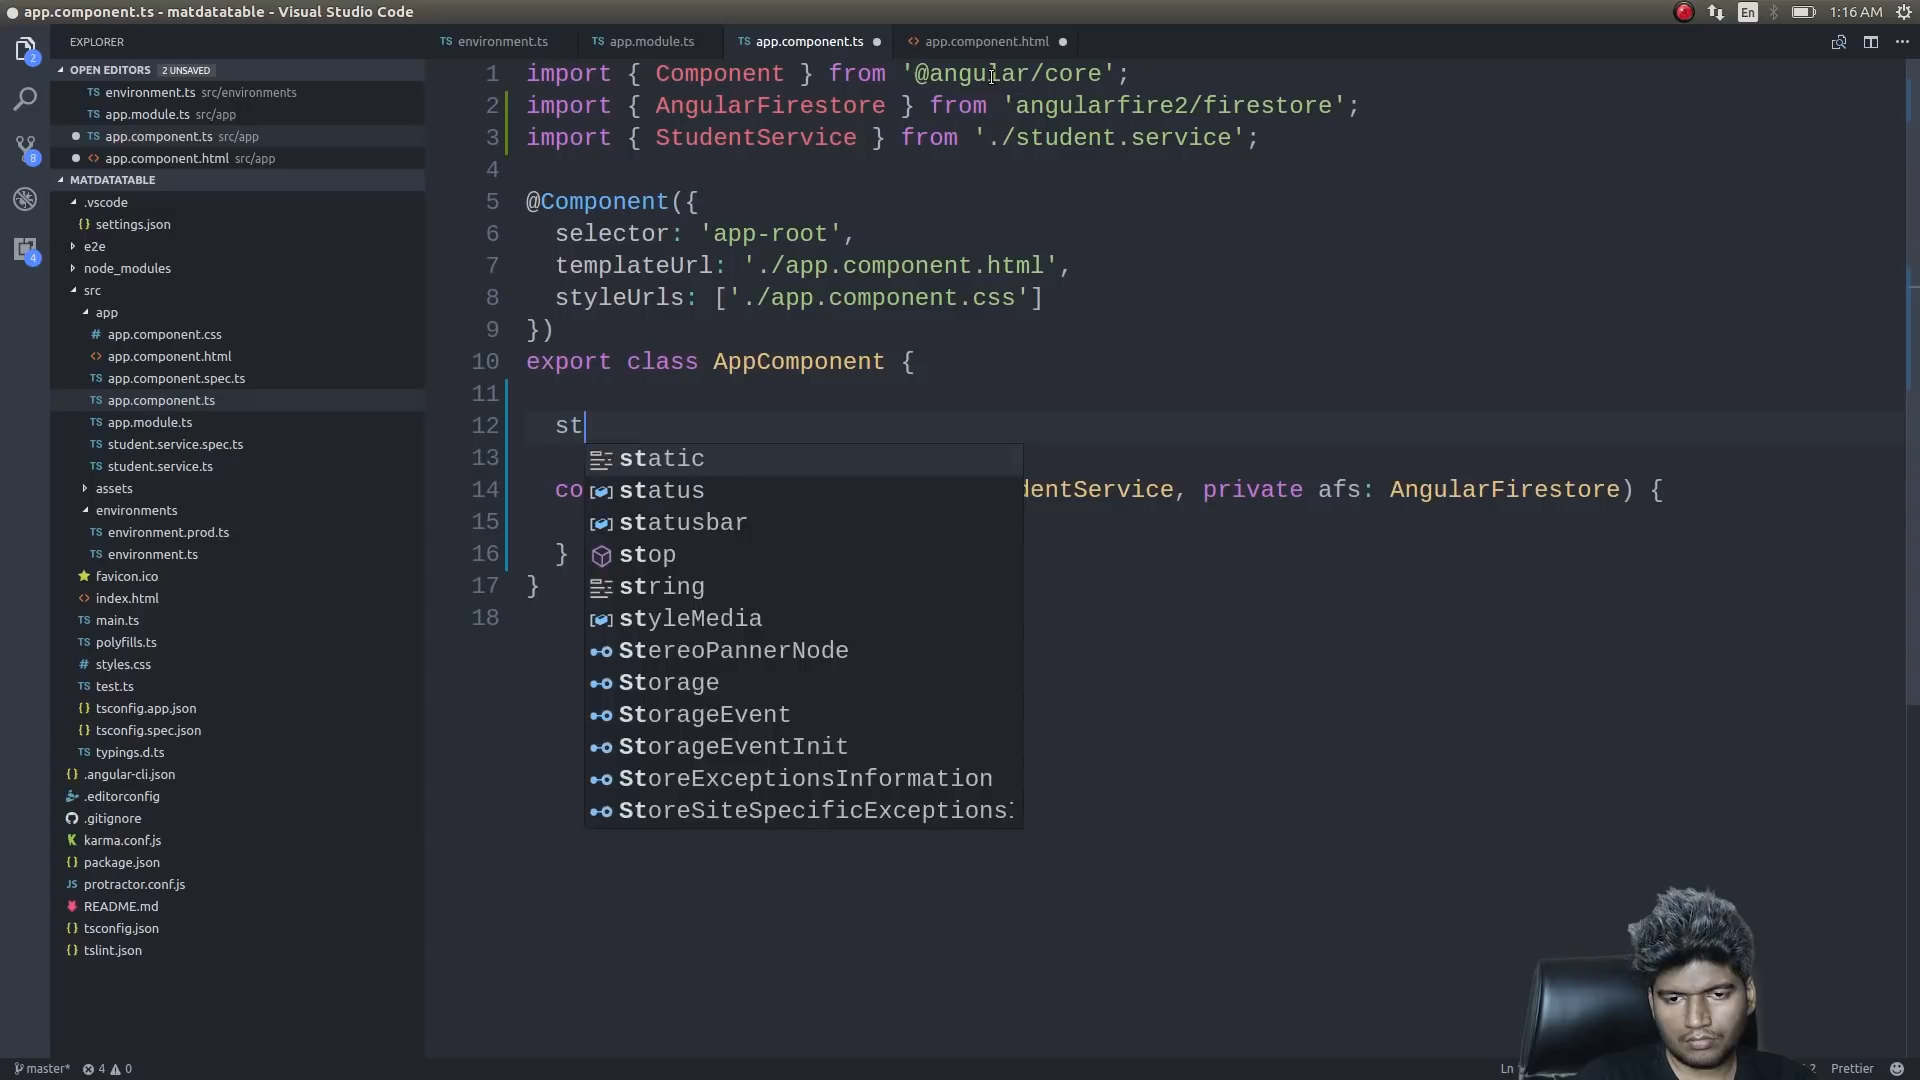 app.component.ts - matdatatable - Visual Studio Code
En
1:16 AM
EXPLORER
OPEN EDITORS 2 UNSAVED
environment.ts src/environments
app.module.ts src/app
app.component.ts src/app
app.component.html src/app
MATDATATABLE
.vscode
settings.json
e2e
node_modules
src
app
app.component.css
app.component.html
app.component.spec.ts
app.component.ts
app.module.ts
student.service.spec.ts
student.service.ts
assets
environments
environment.prod.ts
environment.ts
favicon.ico
index.html
main.ts
polyfills.ts
styles.css
test.ts
tsconfig.app.json
tsconfig.spec.json
typings.d.ts
.angular-cli.json
.editorconfig
.gitignore
karma.conf.js
package.json
protractor.conf.js
README.md
tsconfig.json
tslint.json
2
8
4
TS environment.ts TS app.module.ts TS app.component.ts <> app.component.html
1 import { Component } from '@angular/core';
2 import { AngularFirestore } from 'angularfire2/firestore';
3 import { StudentService } from './student.service';
4
5 @Component({
6 selector: 'app-root',
7 templateUrl: './app.component.html',
8 styleUrls: ['./app.component.css']
9 })
10 export class AppComponent {
11
12 st
13
14 co dentService, private afs: AngularFirestore) {
15
16 }
17 }
18
static
status
statusbar
stop
string
styleMedia
StereoPannerNode
Storage
StorageEvent
StorageEventInit
StoreExceptionsInformation
StoreSiteSpecificExceptions
master* 4 0
Ln
2 Prettier